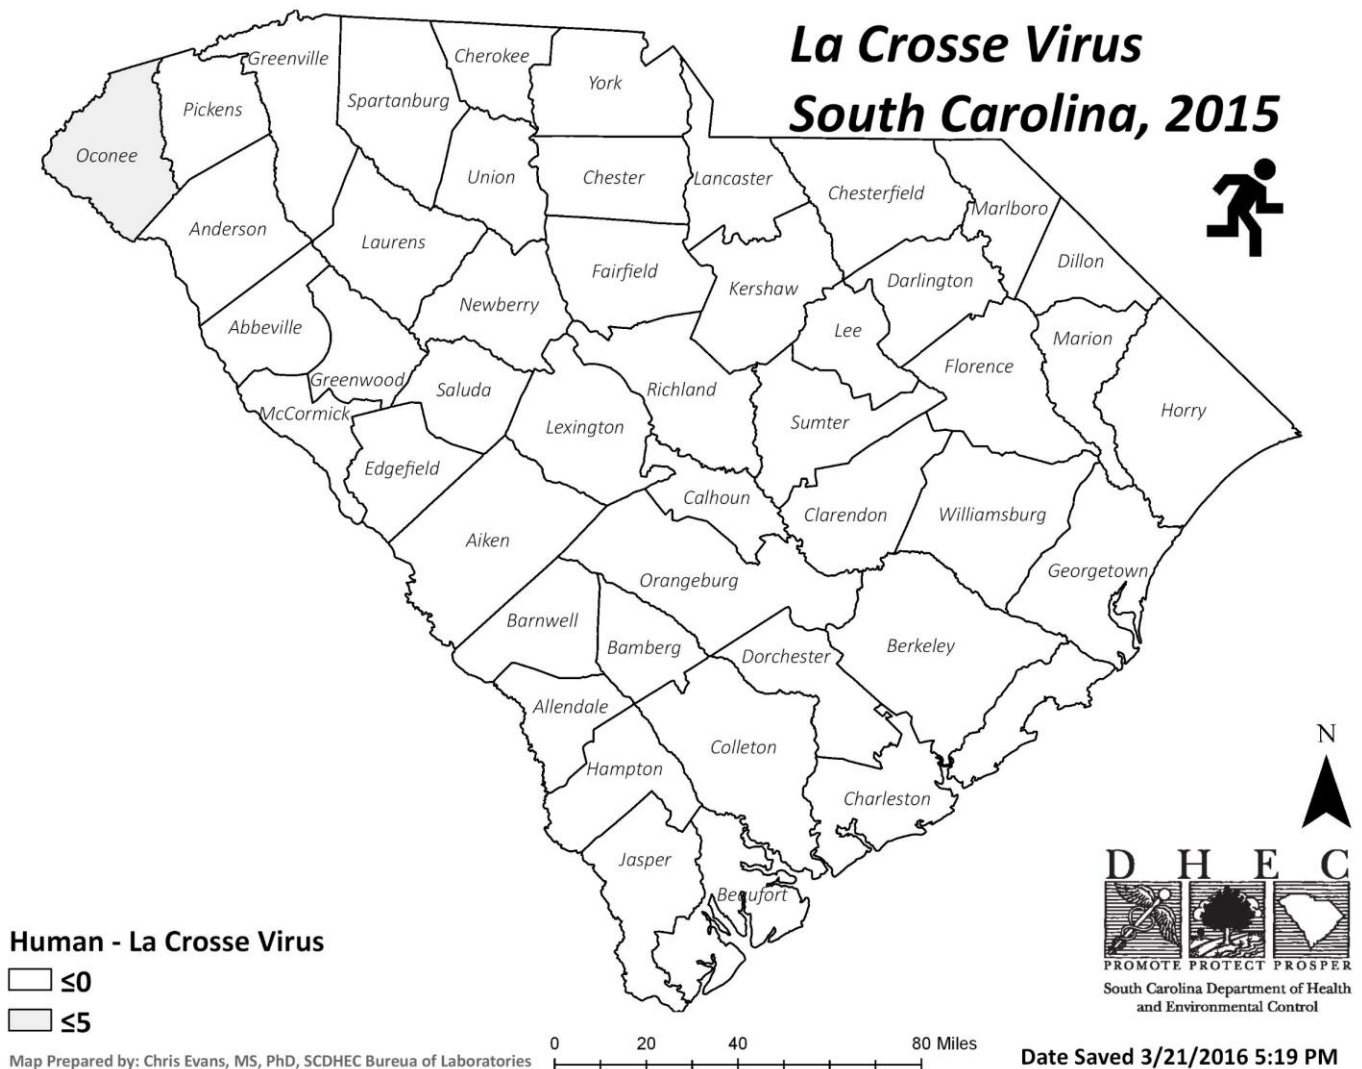 La Crosse Virus
South Carolina, 2015
Greenville
Cherokee
York
Pickens
Spartanburg
Oconee
Union
Chester
Lancaster
Chesterfield
Marlboro
Anderson
Laurens
Fairfield
Dillon
Kershaw
Darlington
Newberry
Abbeville
Lee
Marion
Florence
Greenwood
Saluda
Richland
McCormick
Horry
Lexington
Sumter
Edgefield
Calhoun
Clarendon
Williamsburg
Aiken
Georgetown
Orangeburg
Barnwell
Bamberg
Berkeley
Dorchester
Allendale
Colleton
Hampton
Charleston
Jasper
Beaufort
N
D H E C
PROMOTE PROTECT PROSPER
South Carolina Department of Health
and Environmental Control
Human - La Crosse Virus
≤0
≤5
Map Prepared by: Chris Evans, MS, PhD, SCDHEC Bureua of Laboratories
0 40 80 Miles
Date Saved 3/21/2016 5:19 PM